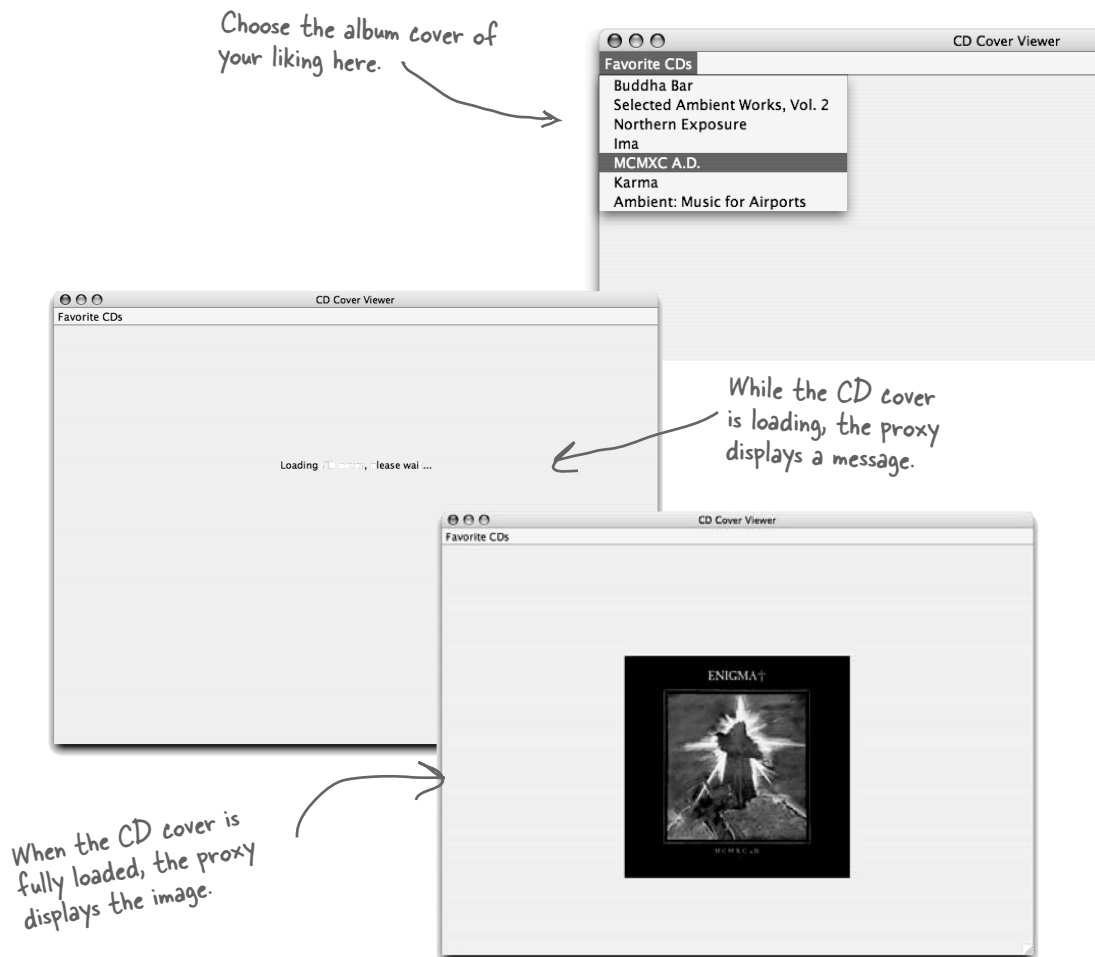 Choose the album cover of
your liking here.
CD Cover Viewer
Favorite CDs
Buddha Bar
Selected Ambient Works, Vol. 2
Northern Exposure
Ima
MCMXC A.D.
Karma
Ambient: Music for Airports
CD Cover Viewer
Favorite CDs
Loading
While the CD cover
is loading, the proxy
displays a message.
CD Cover Viewer
Favorite CDs
ENIGMA
MCMXC a.D.
When the CD cover is
fully loaded, the proxy
displays the image.